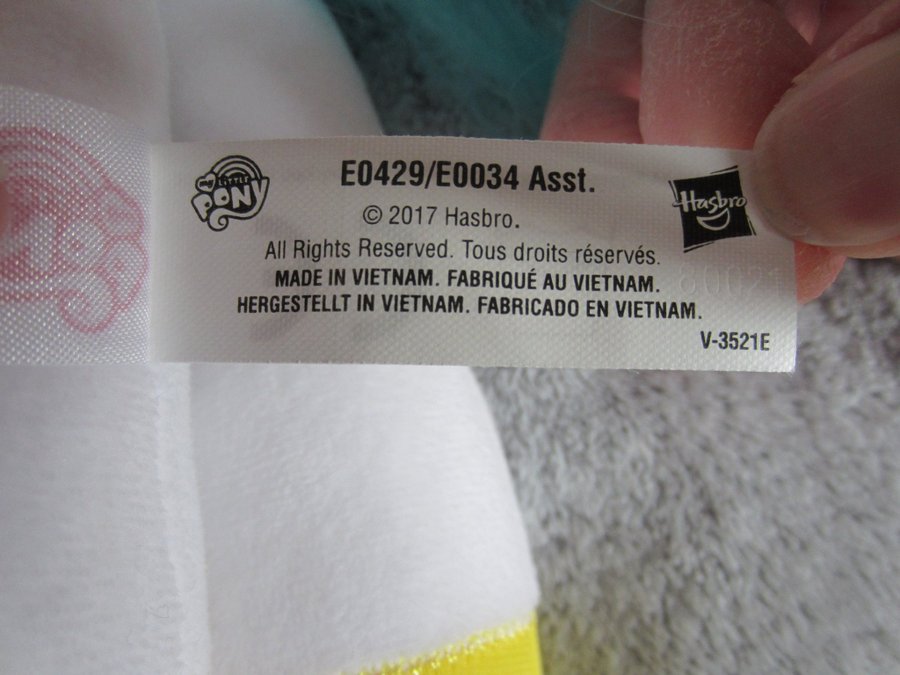 my LITTLE
PONY
E0429/E0034 Asst.
© 2017 Hasbro.
All Rights Reserved. Tous droits réservés.
MADE IN VIETNAM. FABRIQUÉ AU VIETNAM.
HERGESTELLT IN VIETNAM. FABRICADO EN VIETNAM.
V-3521E
Hasbro